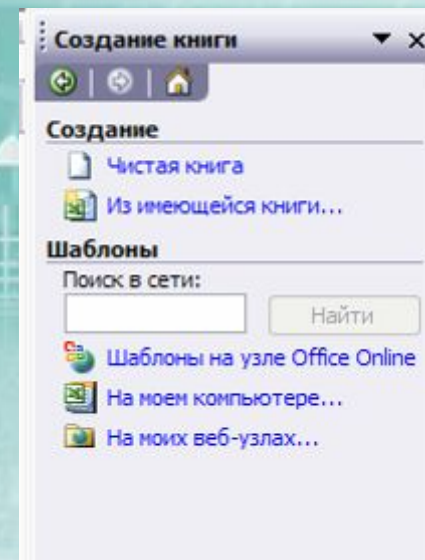 Создание книги
Создание
Чистая книга
Из имеющейся книги...
Шаблоны
Поиск в сети:
Найти
Шаблоны на узле Office Online
На моем компьютере...
На моих веб-узлах...